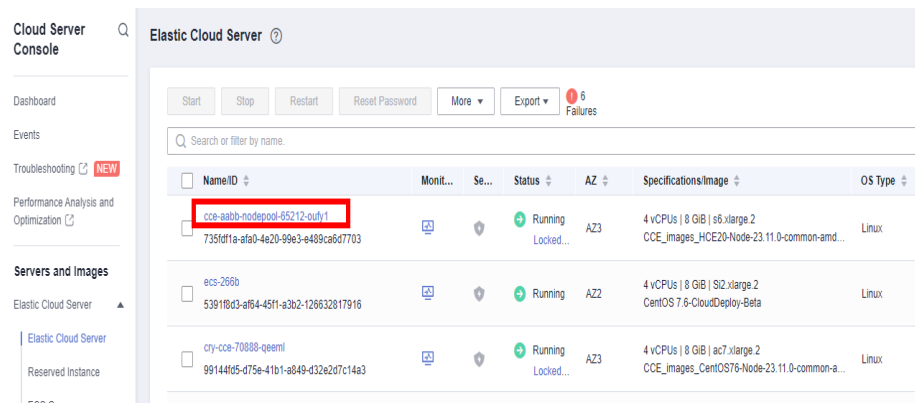 Cloud Server
Console
Elastic Cloud Server
Dashboard
Events
Troubleshooting NEW
Performance Analysis and
Optimization
Servers and Images
Elastic Cloud Server
Elastic Cloud Server
Reserved Instance
Start Stop Restart Reset Password More Export 6
Failures
Search or filter by name.
Name/ID Monit... Se... Status AZ Specifications/Image OS Type
cce-aabb-nodepool-65212-oufy1
735fdf1a-afa0-4e20-99e3-e489ca6d7703
Running
Locked...
AZ3
4 vCPUs | 8 GiB | s6.xlarge.2
CCE_images_HCE20-Node-23.11.0-common-amd...
Linux
ecs-266b
5391f8d3-af64-45f1-a3b2-126632817916
Running
AZ2
4 vCPUs | 8 GiB | Si2.xlarge.2
CentOS 7.6-CloudDeploy-Beta
Linux
cry-cce-70888-qeeml
99144fd5-d75e-41b1-a849-d32e2d7c14a3
Running
Locked...
AZ3
4 vCPUs | 8 GiB | ac7.xlarge.2
CCE_images_CentOS76-Node-23.11.0-common-a...
Linux